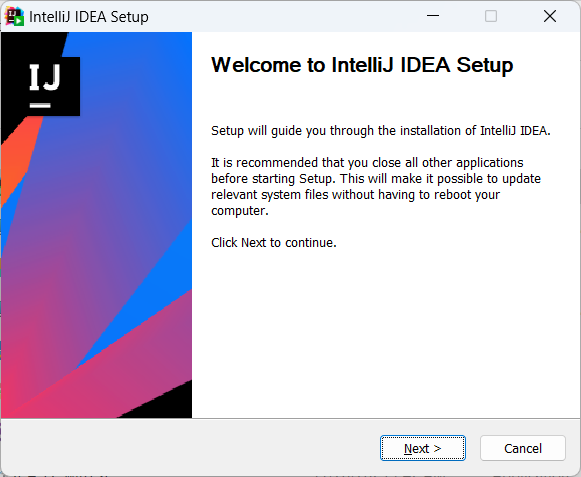 IntelliJ IDEA Setup
IJ
Welcome to IntelliJ IDEA Setup
Setup will guide you through the installation of IntelliJ IDEA.
It is recommended that you close all other applications
before starting Setup. This will make it possible to update
relevant system files without having to reboot your
computer.
Click Next to continue.
Next >
Cancel